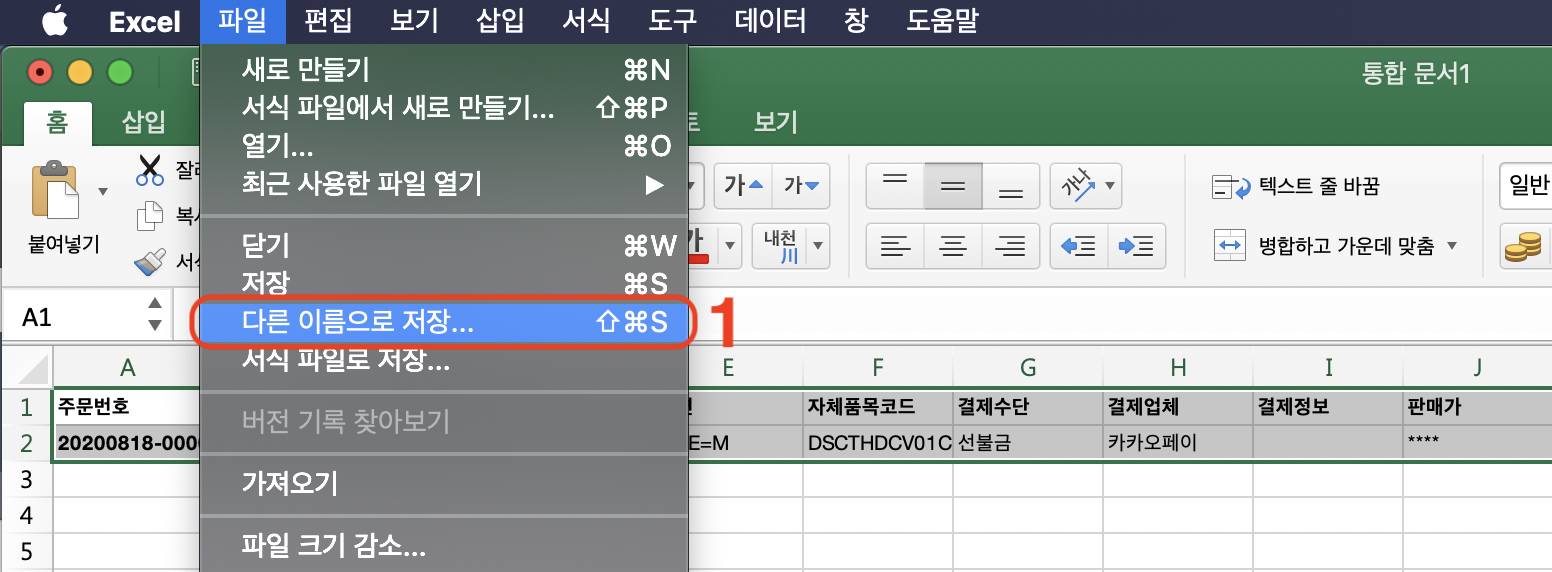 Excel 파일 편집 보기 삽입 서식 도구 데이터 창 도움말
통합 문서1
홈 삽입 보기
새로 만들기 ⌘N
서식 파일에서 새로 만들기... ⇧⌘P
열기... ⌘O
최근 사용한 파일 열기 ▶
닫기 ⌘W
저장 ⌘S
다른 이름으로 저장... ⇧⌘S
1
서식 파일로 저장...
버전 기록 찾아보기
가져오기
파일 크기 감소...
붙여넣기
가 가
가나
텍스트 줄 바꿈
일반
내천
川
병합하고 가운데 맞춤
A1
A E F G H I J
1 주문번호 자체품목코드 결제수단 결제업체 결제정보 판매가
2 20200818-000 E=M DSCTHDCV01C 선불금 카카오페이 ****
3
4
5